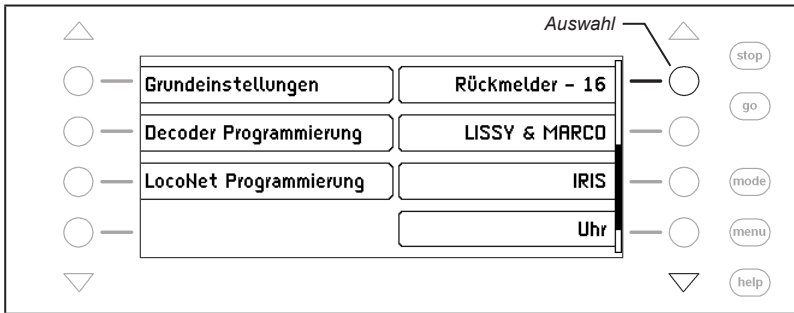 Auswahl
stop
Grundeinstellungen Rückmelder - 16
go
Decoder Programmierung LISSY & MARCO
LocoNet Programmierung IRIS
mode
Uhr
menu
help